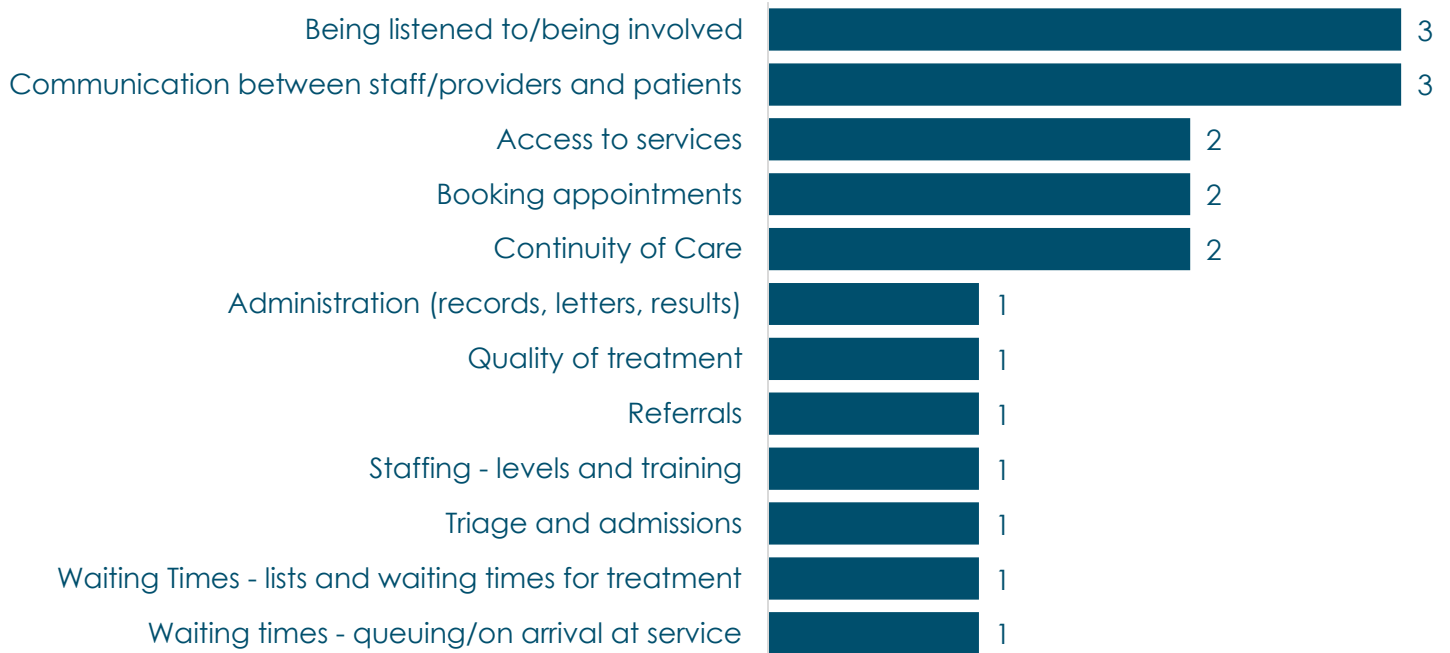 Being listened to/being involved 3
Communication between staff/providers and patients 3
Access to services 2
Booking appointments 2
Continuity of Care 2
Administration (records, letters, results) 1
Quality of treatment 1
Referrals 1
Staffing - levels and training 1
Triage and admissions 1
Waiting Times - lists and waiting times for treatment 1
Waiting times - queuing/on arrival at service 1